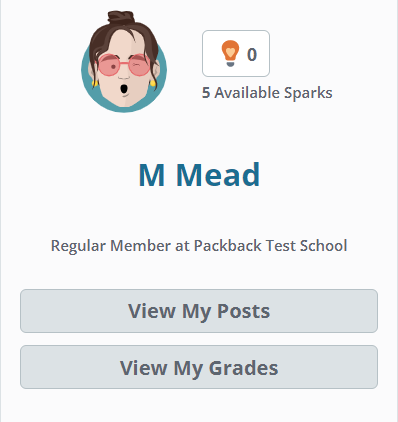 0
5 Available Sparks
M Mead
Regular Member at Packback Test School
View My Posts
View My Grades